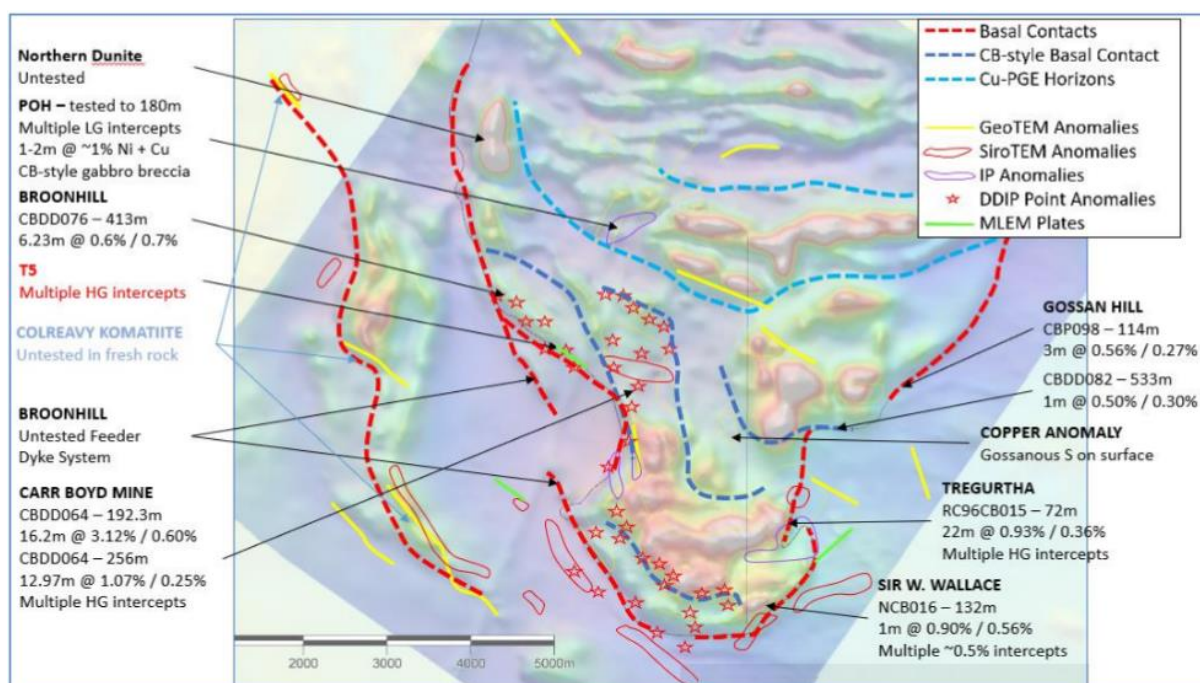 Northern Dunite
Untested
POH – tested to 180m
Multiple LG intercepts
1-2m @ ~1% Ni + Cu
CB-style gabbro breccia
BROONHILL
CBDD076 – 413m
6.23m @ 0.6% / 0.7%
T5
Multiple HG intercepts
COLREAVY KOMATIITE
Untested in fresh rock
BROONHILL
Untested Feeder
Dyke System
CARR BOYD MINE
CBDD064 – 192.3m
16.2m @ 3.12% / 0.60%
CBDD064 – 256m
12.97m @ 1.07% / 0.25%
Multiple HG intercepts
Basal Contacts
CB-style Basal Contact
Cu-PGE Horizons
GeoTEM Anomalies
SiroTEM Anomalies
IP Anomalies
DDIP Point Anomalies
MLEM Plates
GOSSAN HILL
CBP098 – 114m
3m @ 0.56% / 0.27%
CBDD082 – 533m
1m @ 0.50% / 0.30%
COPPER ANOMALY
Gossanous S on surface
TREGURTHA
RC96CB015 – 72m
22m @ 0.93% / 0.36%
Multiple HG intercepts
SIR W. WALLACE
NCB016 – 132m
1m @ 0.90% / 0.56%
Multiple ~0.5% intercepts
2000 3000 4000 5000m